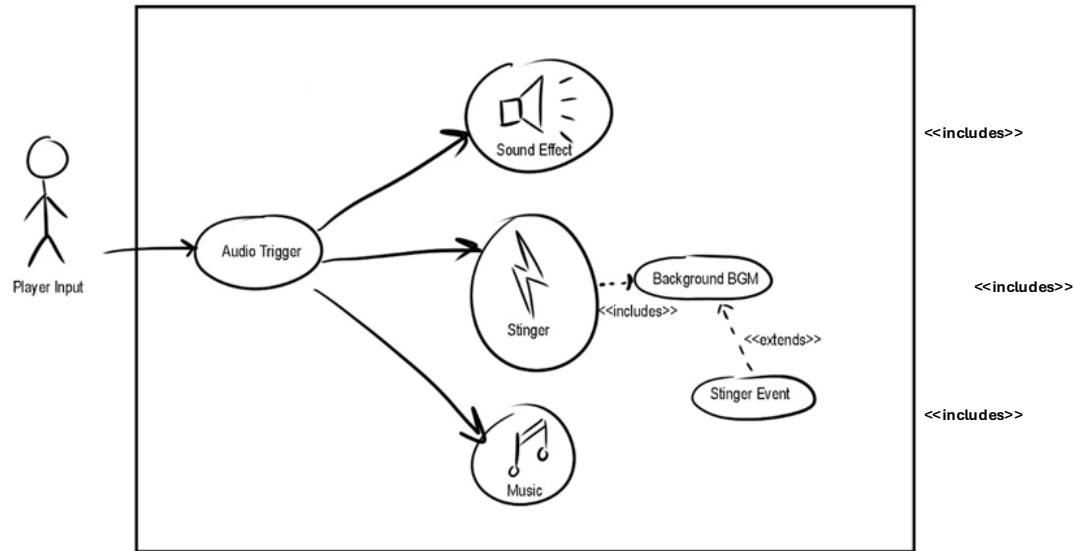 Sound Effect
<<includes>>
Audio Trigger
Player Input
Background BGM
<<includes>>
<<includes>>
Stinger
<<extends>>
Stinger Event
<<includes>>
Music